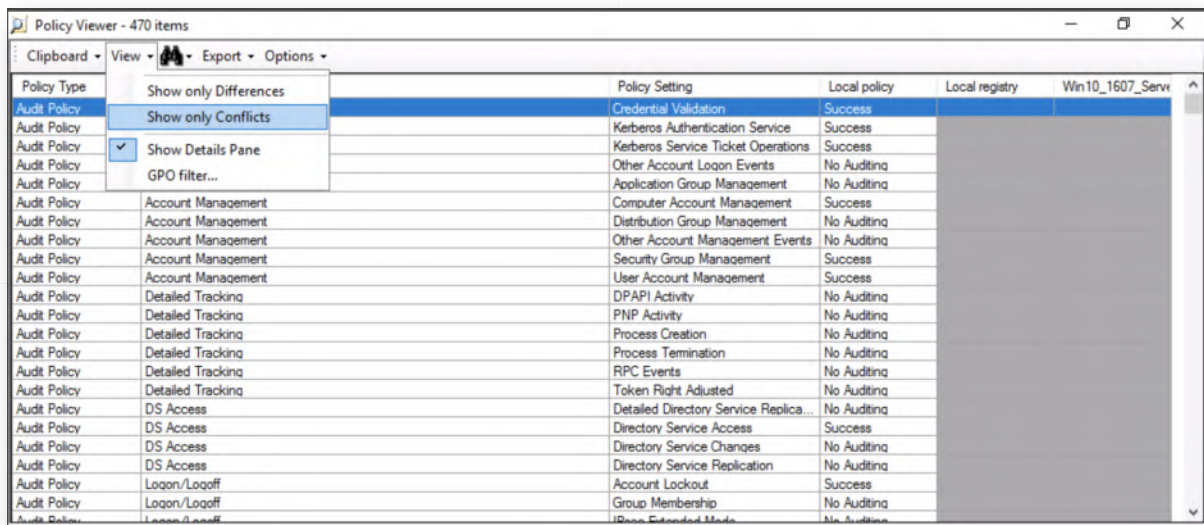 Policy Viewer - 470 items
Clipboard View Export Options
Show only Differences
Show only Conflicts
Show Details Pane
GPO filter...
Policy Type Policy Setting Local policy Local registry Win10_1607_Serve
Audit Policy Credential Validation Success
Audit Policy Kerberos Authentication Service Success
Audit Policy Kerberos Service Ticket Operations Success
Audit Policy Other Account Logon Events No Auditing
Audit Policy Application Group Management No Auditing
Audit Policy Account Management Computer Account Management Success
Audit Policy Account Management Distribution Group Management No Auditing
Audit Policy Account Management Other Account Management Events No Auditing
Audit Policy Account Management Security Group Management Success
Audit Policy Account Management User Account Management Success
Audit Policy Detailed Tracking DPAPI Activity No Auditing
Audit Policy Detailed Tracking PNP Activity No Auditing
Audit Policy Detailed Tracking Process Creation No Auditing
Audit Policy Detailed Tracking Process Termination No Auditing
Audit Policy Detailed Tracking RPC Events No Auditing
Audit Policy Detailed Tracking Token Right Adjusted No Auditing
Audit Policy DS Access Detailed Directory Service Replica... No Auditing
Audit Policy DS Access Directory Service Access Success
Audit Policy DS Access Directory Service Changes No Auditing
Audit Policy DS Access Directory Service Replication No Auditing
Audit Policy Logon/Logoff Account Lockout Success
Audit Policy Logon/Logoff Group Membership No Auditing
Audit Policy Logon/Logoff IPsec Extended Mode No Auditing